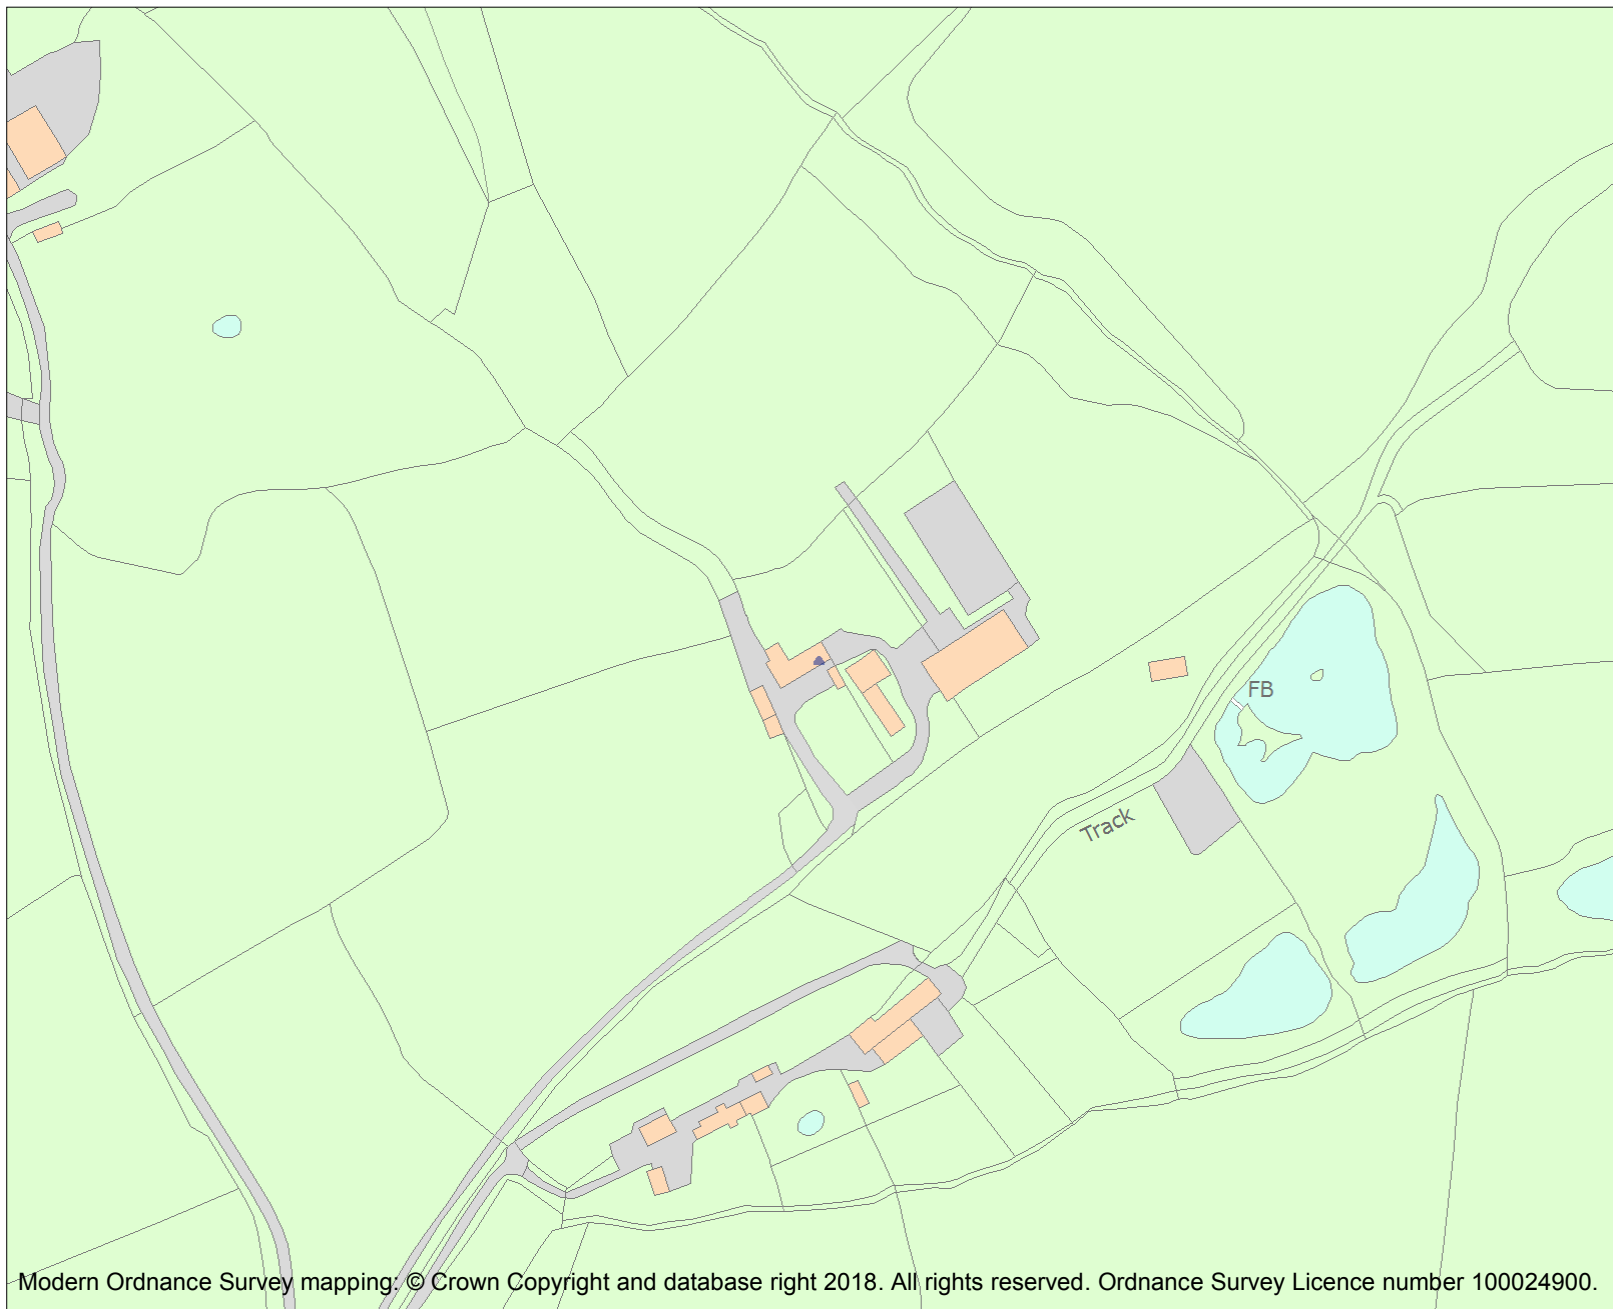 FB
Track
Modern Ordnance Survey mapping: © Crown Copyright and database right 2018. All rights reserved. Ordnance Survey Licence number 100024900.